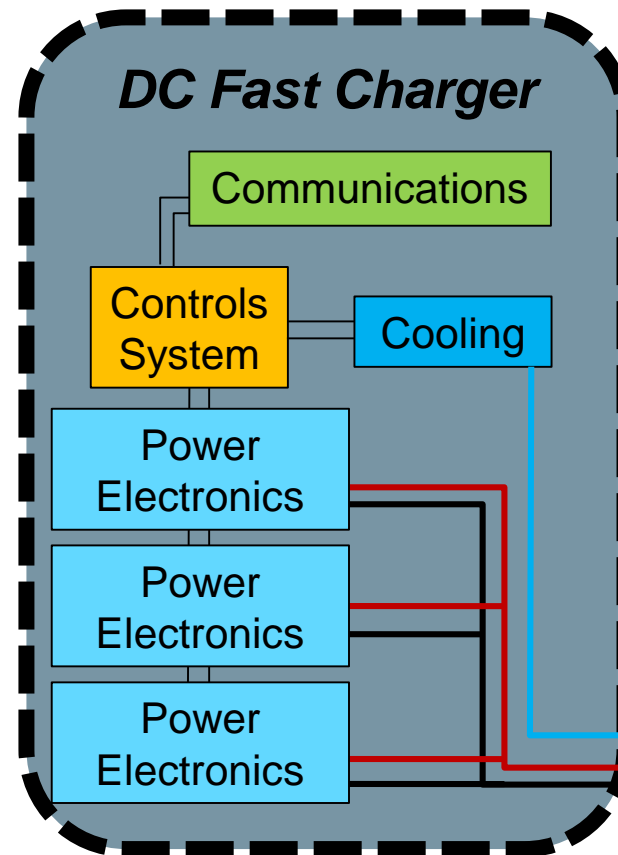 DC Fast Charger
Communications
Controls
System
Cooling
Power
Electronics
Power
Electronics
Power
Electronics